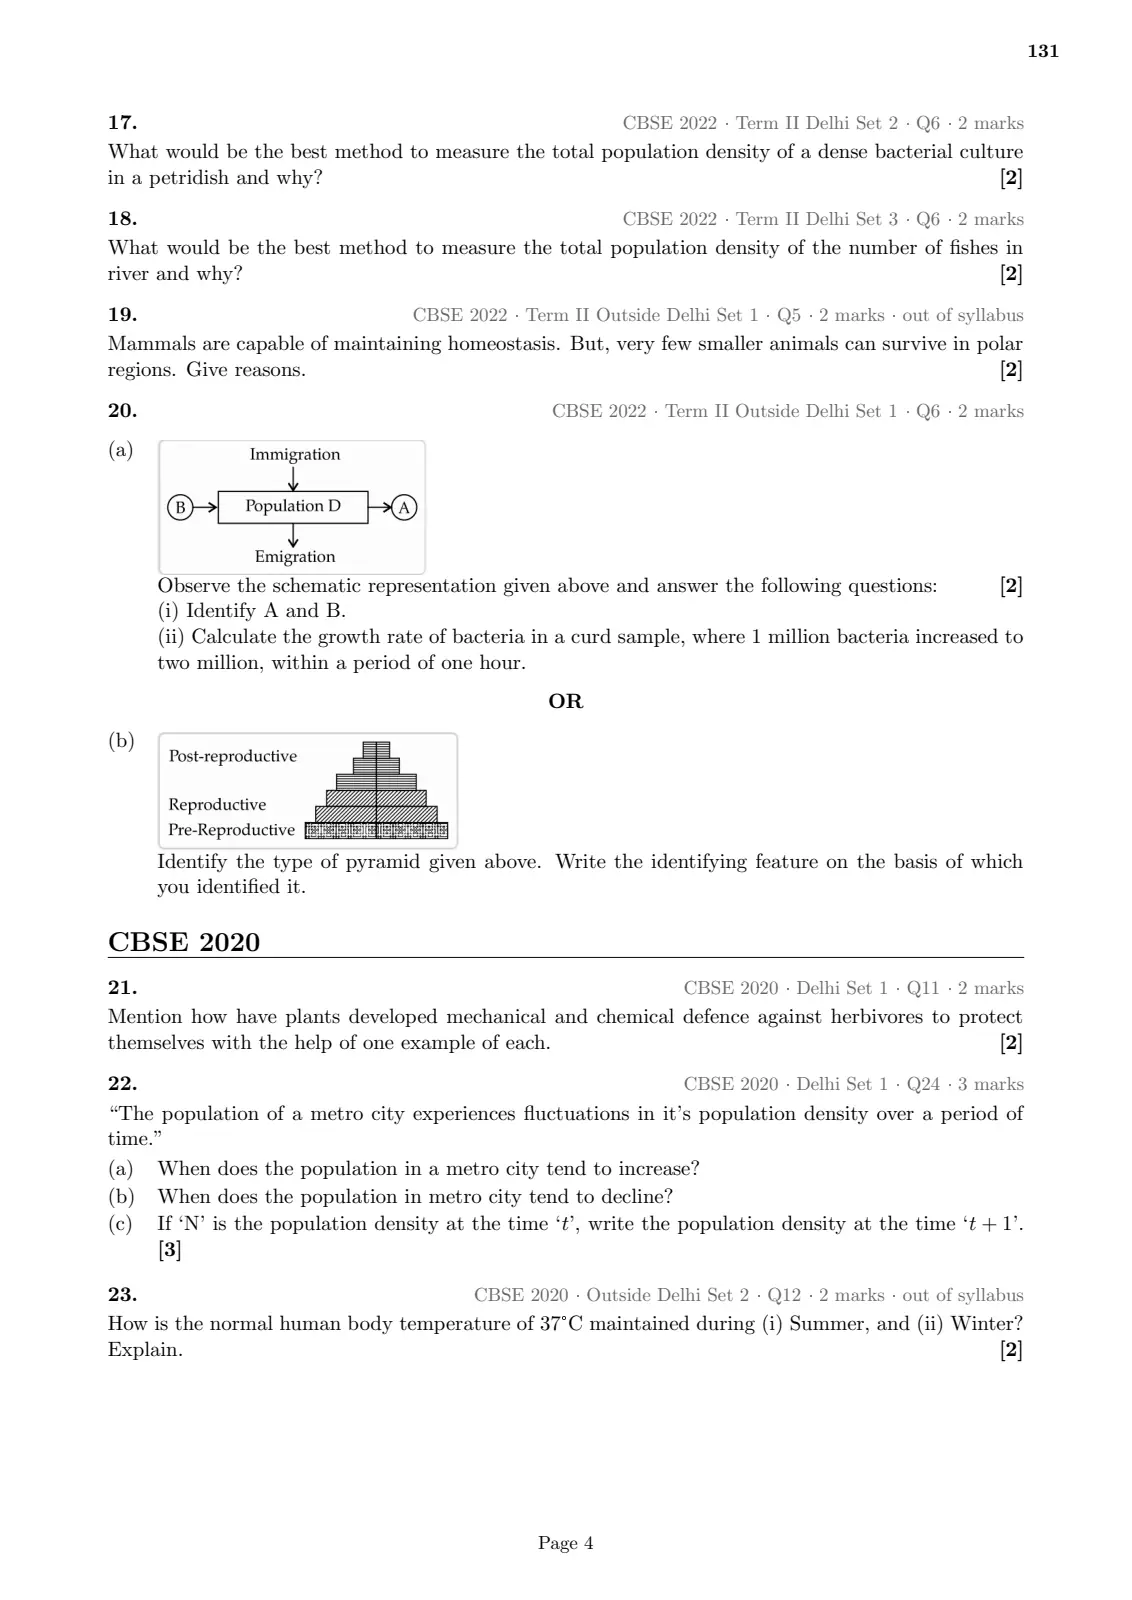 131
17. CBSE 2022 · Term II Delhi Set 2 · Q6 · 2 marks
What would be the best method to measure the total population density of a dense bacterial culture
in a petridish and why? [2]
18. CBSE 2022 · Term II Delhi Set 3 · Q6 · 2 marks
What would be the best method to measure the total population density of the number of fishes in
river and why? [2]
19. CBSE 2022 · Term II Outside Delhi Set 1 · Q5 · 2 marks · out of syllabus
Mammals are capable of maintaining homeostasis. But, very few smaller animals can survive in polar
regions. Give reasons. [2]
20. CBSE 2022 · Term II Outside Delhi Set 1 · Q6 · 2 marks
(a)
Immigration
B Population D A
Emigration
Observe the schematic representation given above and answer the following questions: [2]
(i) Identify A and B.
(ii) Calculate the growth rate of bacteria in a curd sample, where 1 million bacteria increased to
two million, within a period of one hour.
OR
(b)
Post-reproductive
Reproductive
Pre-Reproductive
Identify the type of pyramid given above. Write the identifying feature on the basis of which
you identified it.
CBSE 2020
21. CBSE 2020 · Delhi Set 1 · Q11 · 2 marks
Mention how have plants developed mechanical and chemical defence against herbivores to protect
themselves with the help of one example of each. [2]
22. CBSE 2020 · Delhi Set 1 · Q24 · 3 marks
“The population of a metro city experiences fluctuations in it’s population density over a period of
time.”
(a) When does the population in a metro city tend to increase?
(b) When does the population in metro city tend to decline?
(c) If ‘N’ is the population density at the time ‘t’, write the population density at the time ‘t + 1’.
[3]
23. CBSE 2020 · Outside Delhi Set 2 · Q12 · 2 marks · out of syllabus
How is the normal human body temperature of 37°C maintained during (i) Summer, and (ii) Winter?
Explain. [2]
Page 4